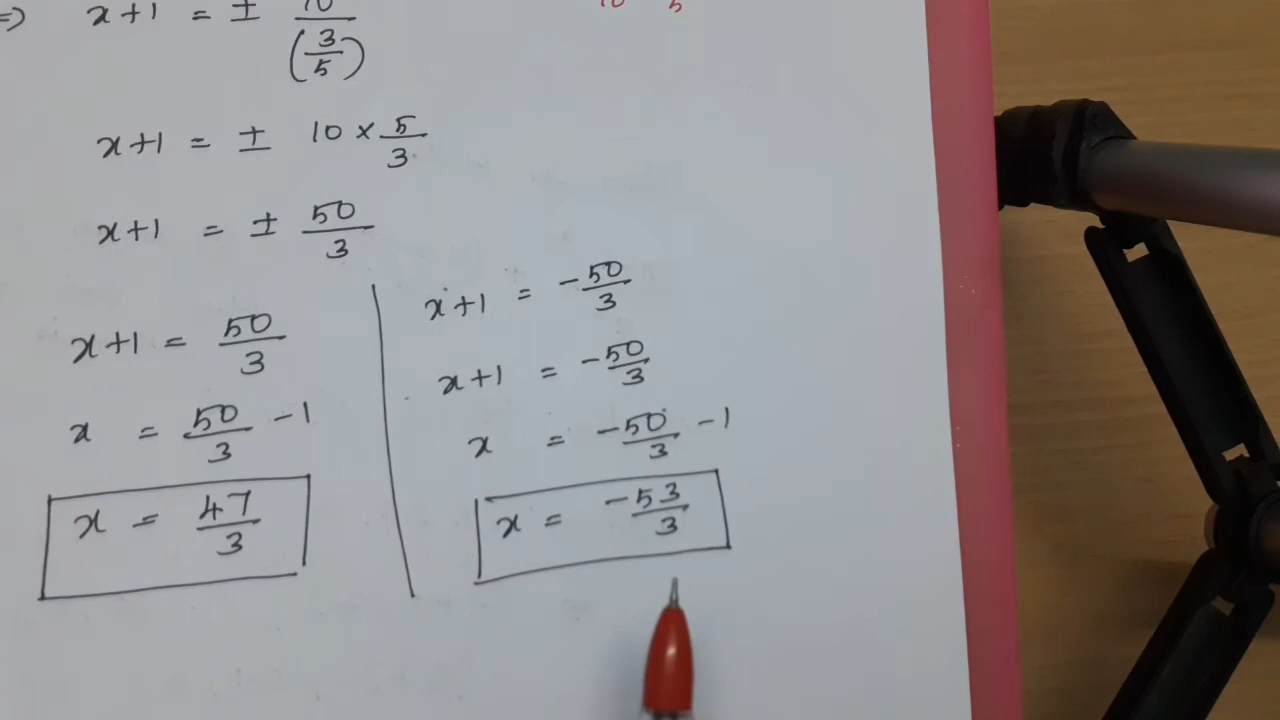 => x+1 = ± 10/(3/5)
x+1 = ± 10 × 5/3
x+1 = ± 50/3
x+1 = 50/3
x = 50/3 -1
x = 47/3
x+1 = -50/3
x+1 = -50/3
x = -50/3 -1
x = -53/3